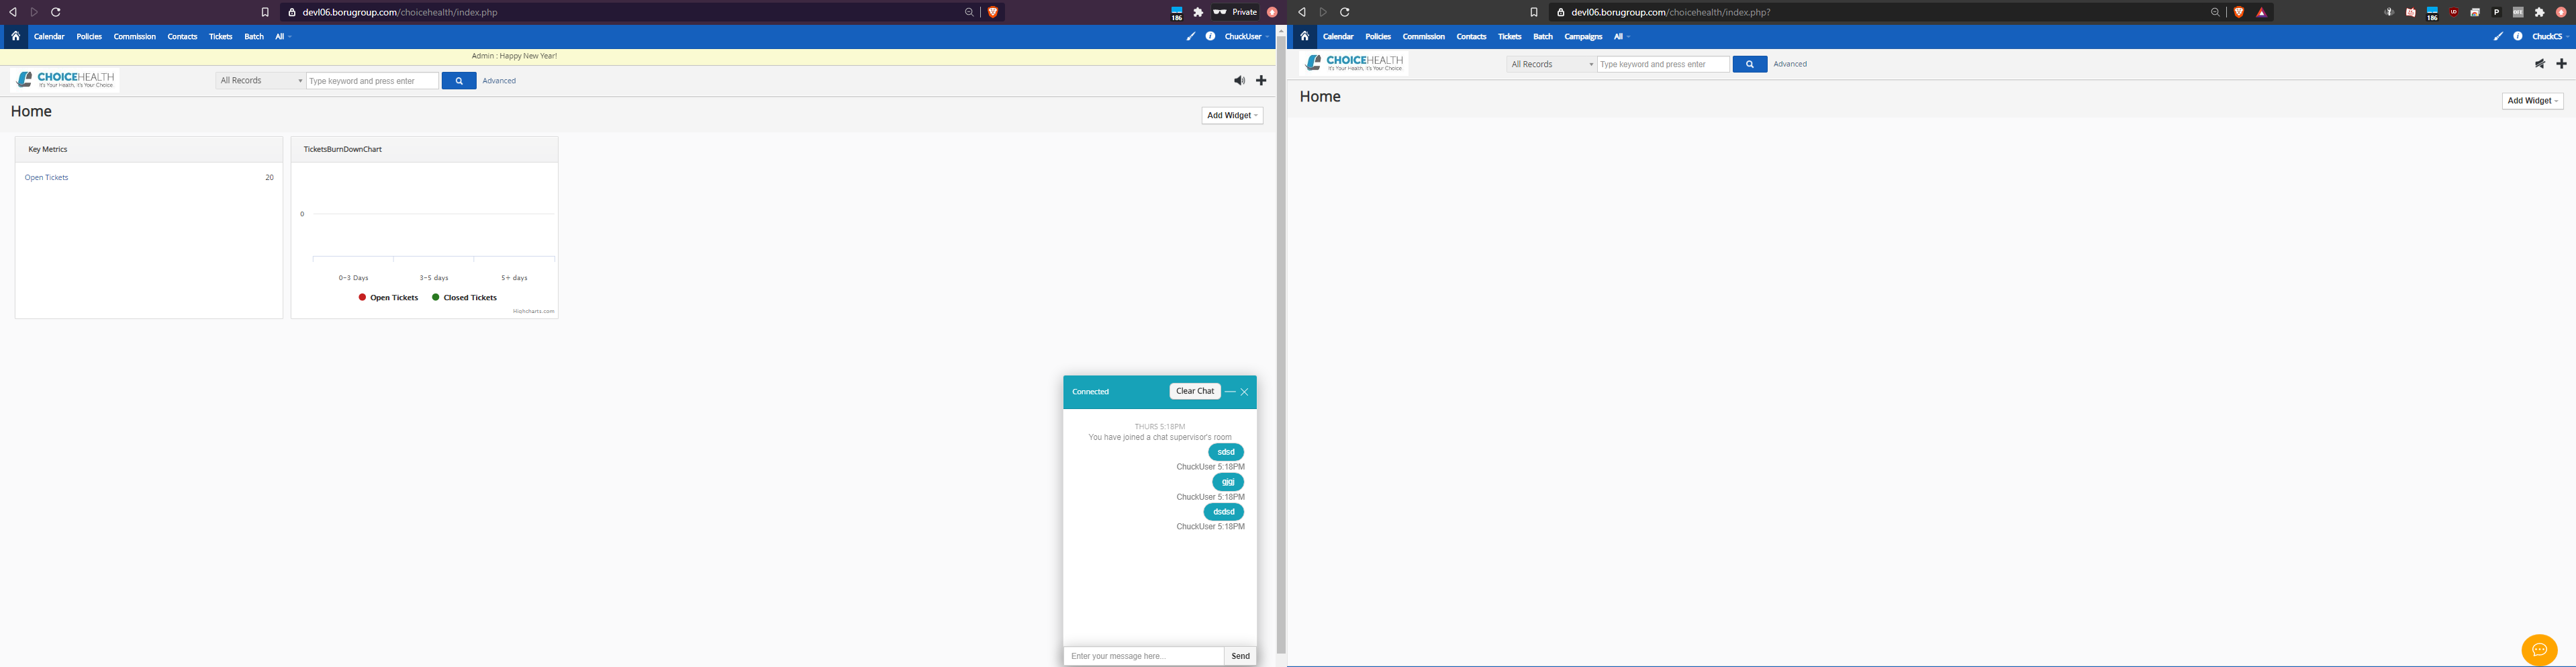 devl06.borugroup.com/choicehealth/index.php
186
Private
Calendar Policies Commission Contacts Tickets Batch All
ChuckUser
Admin : Happy New Year!
CHOICEHEALTH
It's Your Health, It's Your Choice.
All Records
Type keyword and press enter
Advanced
Home
Add Widget
Key Metrics
Open Tickets 20
TicketsBurnDownChart
0
0-3 Days 3-5 days 5+ days
Open Tickets Closed Tickets
Highcharts.com
Connected
Clear Chat
THURS 5:18PM
You have joined a chat supervisor's room
sdsd
ChuckUser 5:18PM
gjgj
ChuckUser 5:18PM
dsdsd
ChuckUser 5:18PM
Enter your message here...
Send
devl06.borugroup.com/choicehealth/index.php?
186
UD
P
Calendar Policies Commission Contacts Tickets Batch Campaigns All
ChuckCS
CHOICEHEALTH
It's Your Health, It's Your Choice.
All Records
Type keyword and press enter
Advanced
Home
Add Widget